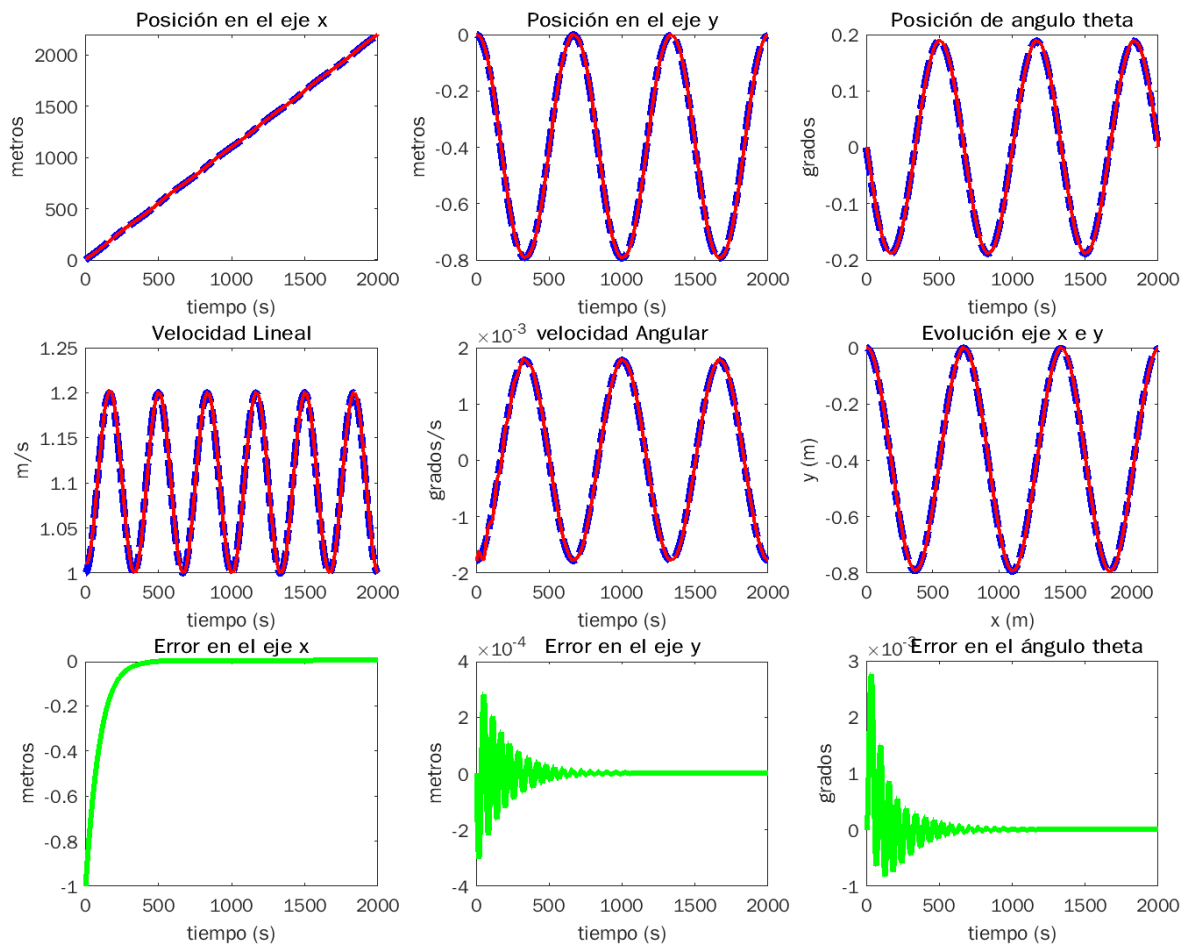 Posición en el eje x
2000
1500
1000
500
0
metros
0 500 1000 1500 2000
tiempo (s)
Posición en el eje y
0
-0.2
-0.4
-0.6
-0.8
metros
0 500 1000 1500 2000
tiempo (s)
Posición de angulo theta
0.2
0.1
0
-0.1
-0.2
grados
0 500 1000 1500 2000
tiempo (s)
Velocidad Lineal
1.25
1.2
1.15
1.1
1.05
1
m/s
0 500 1000 1500 2000
tiempo (s)
×10-3 velocidad Angular
2
1
0
-1
-2
grados/s
0 500 1000 1500 2000
tiempo (s)
Evolución eje x e y
0
-0.2
-0.4
-0.6
-0.8
y (m)
0 500 1000 1500 2000
x (m)
Error en el eje x
0
-0.2
-0.4
-0.6
-0.8
-1
metros
0 500 1000 1500 2000
tiempo (s)
×10-4 Error en el eje y
4
2
0
-2
-4
metros
0 500 1000 1500 2000
tiempo (s)
×10-3 Error en el ángulo theta
3
2
1
0
-1
grados
0 500 1000 1500 2000
tiempo (s)